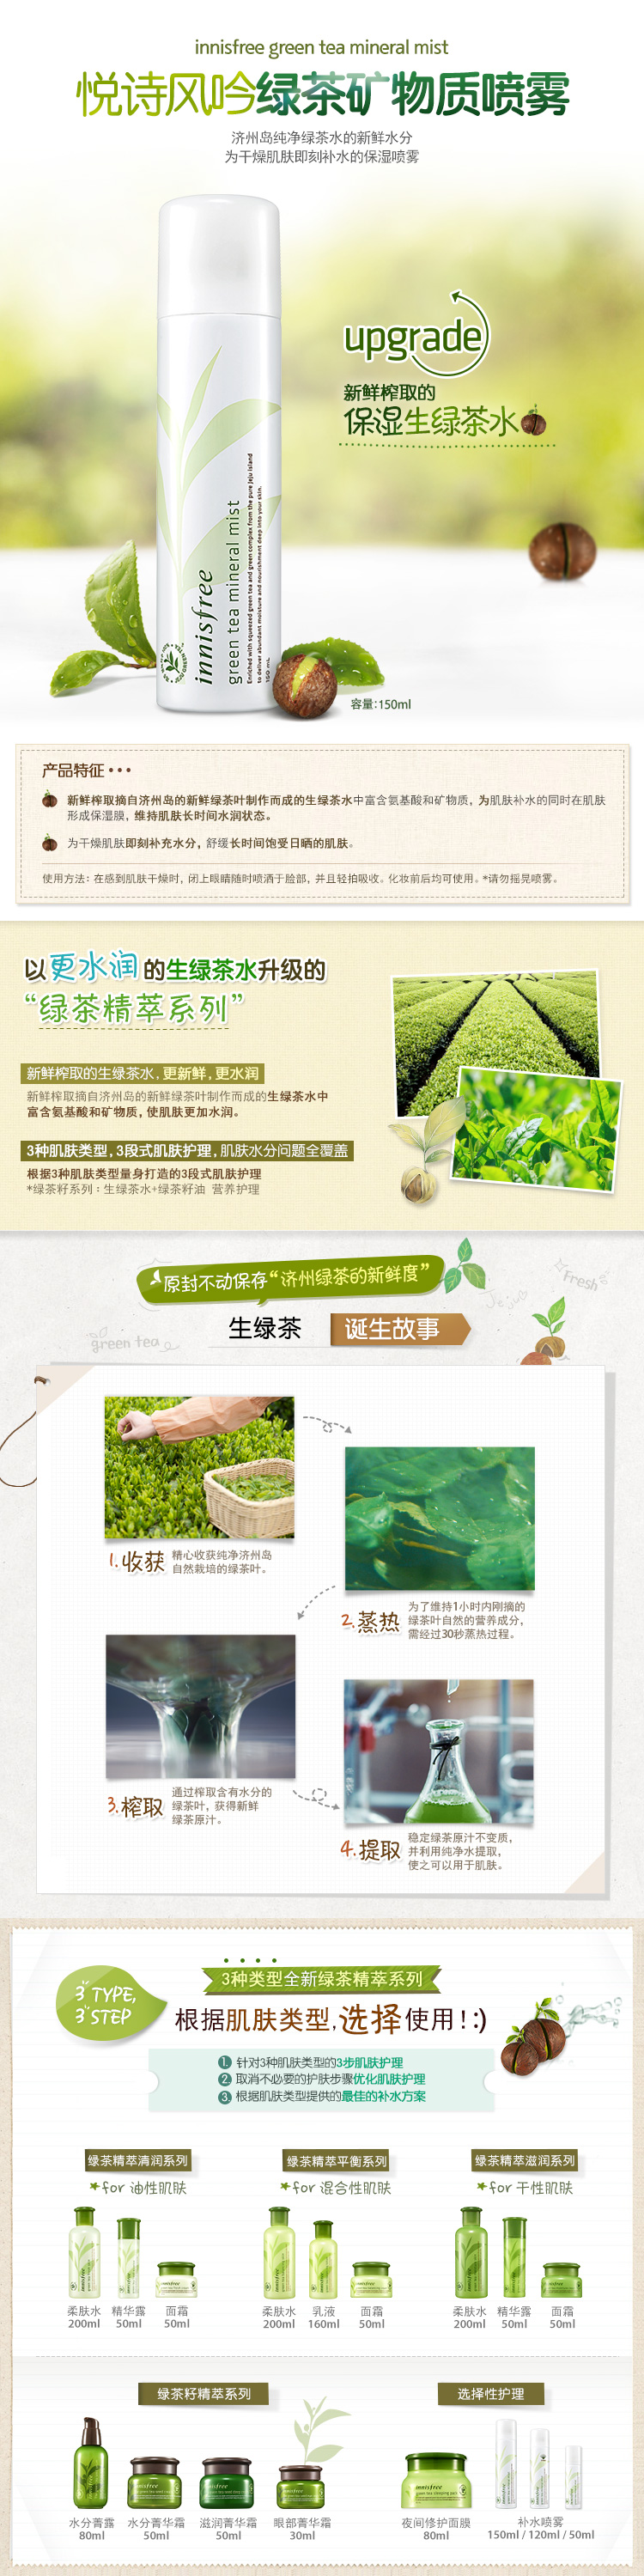 innisfree green tea mineral mist
悦诗风吟绿茶矿物质喷雾
济州岛纯净绿茶水的新鲜水分
为干燥肌肤即刻补水的保湿喷雾
upgrade
新鲜榨取的
保湿生绿茶水
innisfree
green tea mineral mist
Enriched with squeezed green tea and green complex from the pure Jeju Island
to deliver abundant moisture and nourishment deep into your skin.
150 mL
容量:150ml
产品特征 •••
新鲜榨取摘自济州岛的新鲜绿茶叶制作而成的生绿茶水中富含氨基酸和矿物质, 为肌肤补水的同时在肌肤
形成保湿膜, 维持肌肤长时间水润状态。
为干燥肌肤即刻补充水分, 舒缓长时间饱受日晒的肌肤。
使用方法: 在感到肌肤干燥时, 闭上眼睛随时喷洒于脸部, 并且轻拍吸收。化妆前后均可使用。*请勿摇晃喷雾。
以更水润的生绿茶水升级的
“绿茶精萃系列”
新鲜榨取的生绿茶水, 更新鲜, 更水润
新鲜榨取摘自济州岛的新鲜绿茶叶制作而成的生绿茶水中
富含氨基酸和矿物质, 使肌肤更加水润。
3种肌肤类型, 3段式肌肤护理, 肌肤水分问题全覆盖
根据3种肌肤类型量身打造的3段式肌肤护理
*绿茶籽系列 : 生绿茶水+绿茶籽油 营养护理
原封不动保存“济州绿茶的新鲜度”
Jeju
Fresh
green tea
生绿茶 诞生故事
1. 收获 精心收获纯净济州岛
自然栽培的绿茶叶。
2. 蒸热 为了维持1小时内刚摘的
绿茶叶自然的营养成分,
需经过30秒蒸热过程。
3. 榨取 通过榨取含有水分的
绿茶叶, 获得新鲜
绿茶原汁。
4. 提取 稳定绿茶原汁不变质,
并利用纯净水提取,
使之可以用于肌肤。
3 TYPE,
3 STEP
3种类型全新绿茶精萃系列
根据肌肤类型,选择使用!:)
1 针对3种肌肤类型的3步肌肤护理
2 取消不必要的护肤步骤优化肌肤护理
3 根据肌肤类型提供的最佳的补水方案
绿茶精萃清润系列 绿茶精萃平衡系列 绿茶精萃滋润系列
★for 油性肌肤 ★for 混合性肌肤 ★for 干性肌肤
柔肤水 精华露 面霜 柔肤水 乳液 面霜 柔肤水 精华露 面霜
200ml 50ml 50ml 200ml 160ml 50ml 200ml 50ml 50ml
绿茶籽精萃系列 选择性护理
水分菁露 水分菁华霜 滋润菁华霜 眼部菁华霜 夜间修护面膜 补水喷雾
80ml 50ml 50ml 30ml 80ml 150ml / 120ml / 50ml